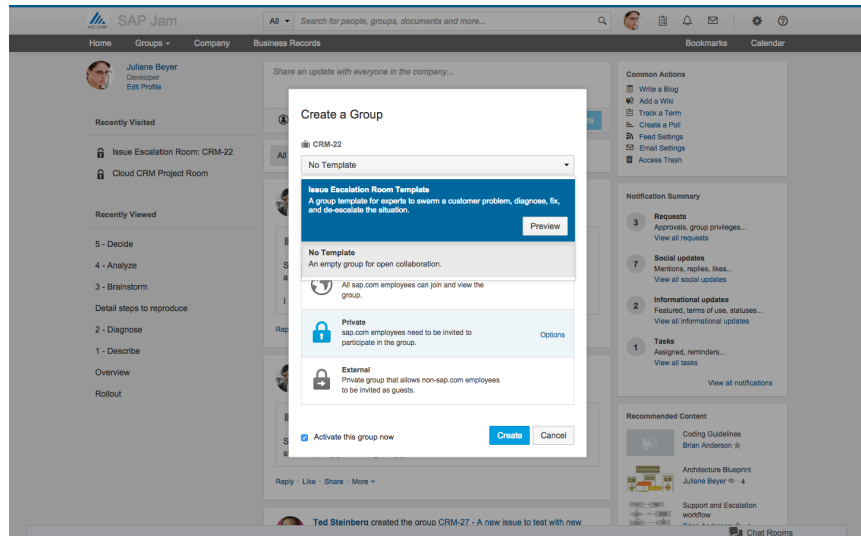 ACE CORP
SAP Jam
All
Search for people, groups, documents and more...
Home
Groups
Company
Business Records
Bookmarks
Calendar
Juliane Beyer
Developer
Edit Profile
Recently Visited
Issue Escalation Room: CRM-22
Cloud CRM Project Room
Recently Viewed
5 - Decide
4 - Analyze
3 - Brainstorm
Detail steps to reproduce
2 - Diagnose
1 - Describe
Overview
Rollout
Share an update with everyone in the company...
All
Create a Group
CRM-22
No Template
Issue Escalation Room Template
A group template for experts to swarm a customer problem, diagnose, fix,
and de-escalate the situation.
Preview
No Template
An empty group for open collaboration.
All sap.com employees can join and view the
group.
Private
sap.com employees need to be invited to
participate in the group.
Options
External
Private group that allows non-sap.com employees
to be invited as guests.
Activate this group now
Create
Cancel
Reply · Like · Share · More
Ted Steinberg created the group CRM-27 - A new issue to test with new
Common Actions
Write a Blog
Add a Wiki
Track a Term
Create a Poll
Feed Settings
Email Settings
Access Trash
Notification Summary
3
Requests
Approvals, group privileges...
View all requests
7
Social updates
Mentions, replies, likes...
View all social updates
2
Informational updates
Featured, terms of use, statuses...
View all informational updates
1
Tasks
Assigned, reminders...
View all tasks
View all notifications
Recommended Content
Coding Guidelines
Brian Anderson
Architecture Blueprint
Juliane Beyer · 4
Support and Escalation
workflow
Chat Rooms